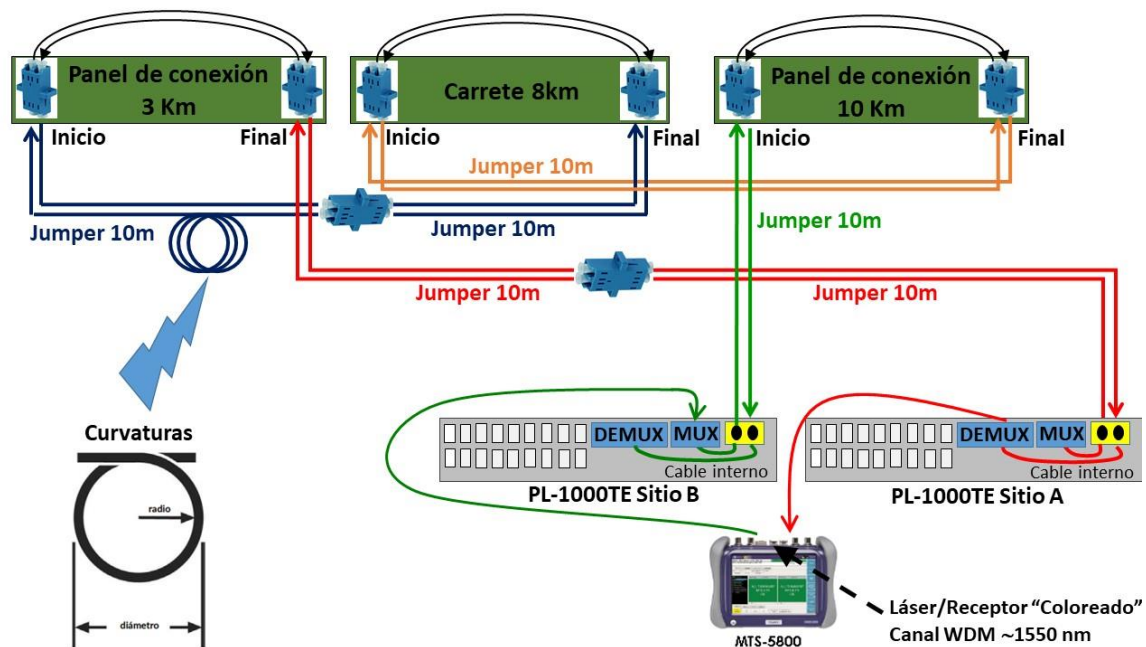 Panel de conexión
3 Km
Carrete 8km
Panel de conexión
10 Km
Inicio
Final
Inicio
Final
Inicio
Final
Jumper 10m
Jumper 10m
Jumper 10m
Jumper 10m
Jumper 10m
Jumper 10m
Curvaturas
radio
diámetro
DEMUX
MUX
Cable interno
PL-1000TE Sitio B
DEMUX
MUX
Cable interno
PL-1000TE Sitio A
MTS-5800
Láser/Receptor “Coloreado”
Canal WDM ~1550 nm